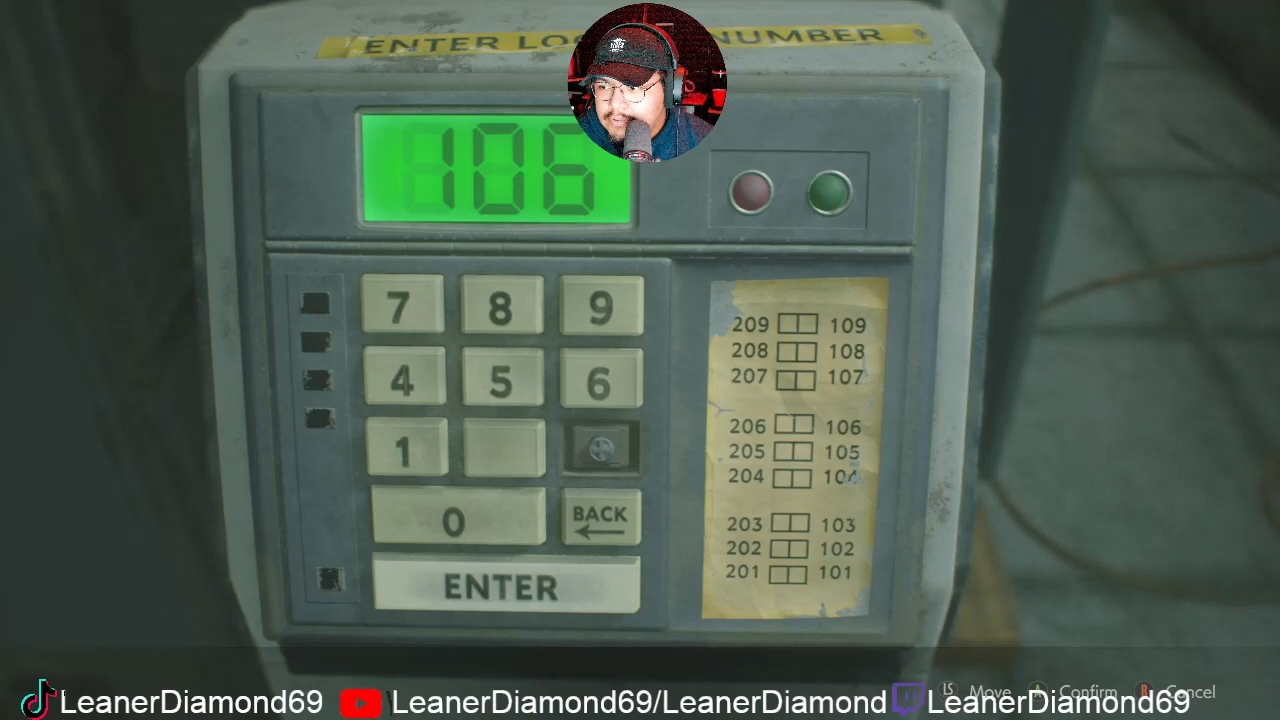 ENTER LOC NUMBER
106
7 8 9
4 5 6
1
0 BACK
ENTER
209 109
208 108
207 107
206 106
205 105
204 104
203 103
202 102
201 101
LS Move A Confirm B Cancel
LeanerDiamond69 \LeanerDiamond69/LeanerDiamond LeanerDiamond69